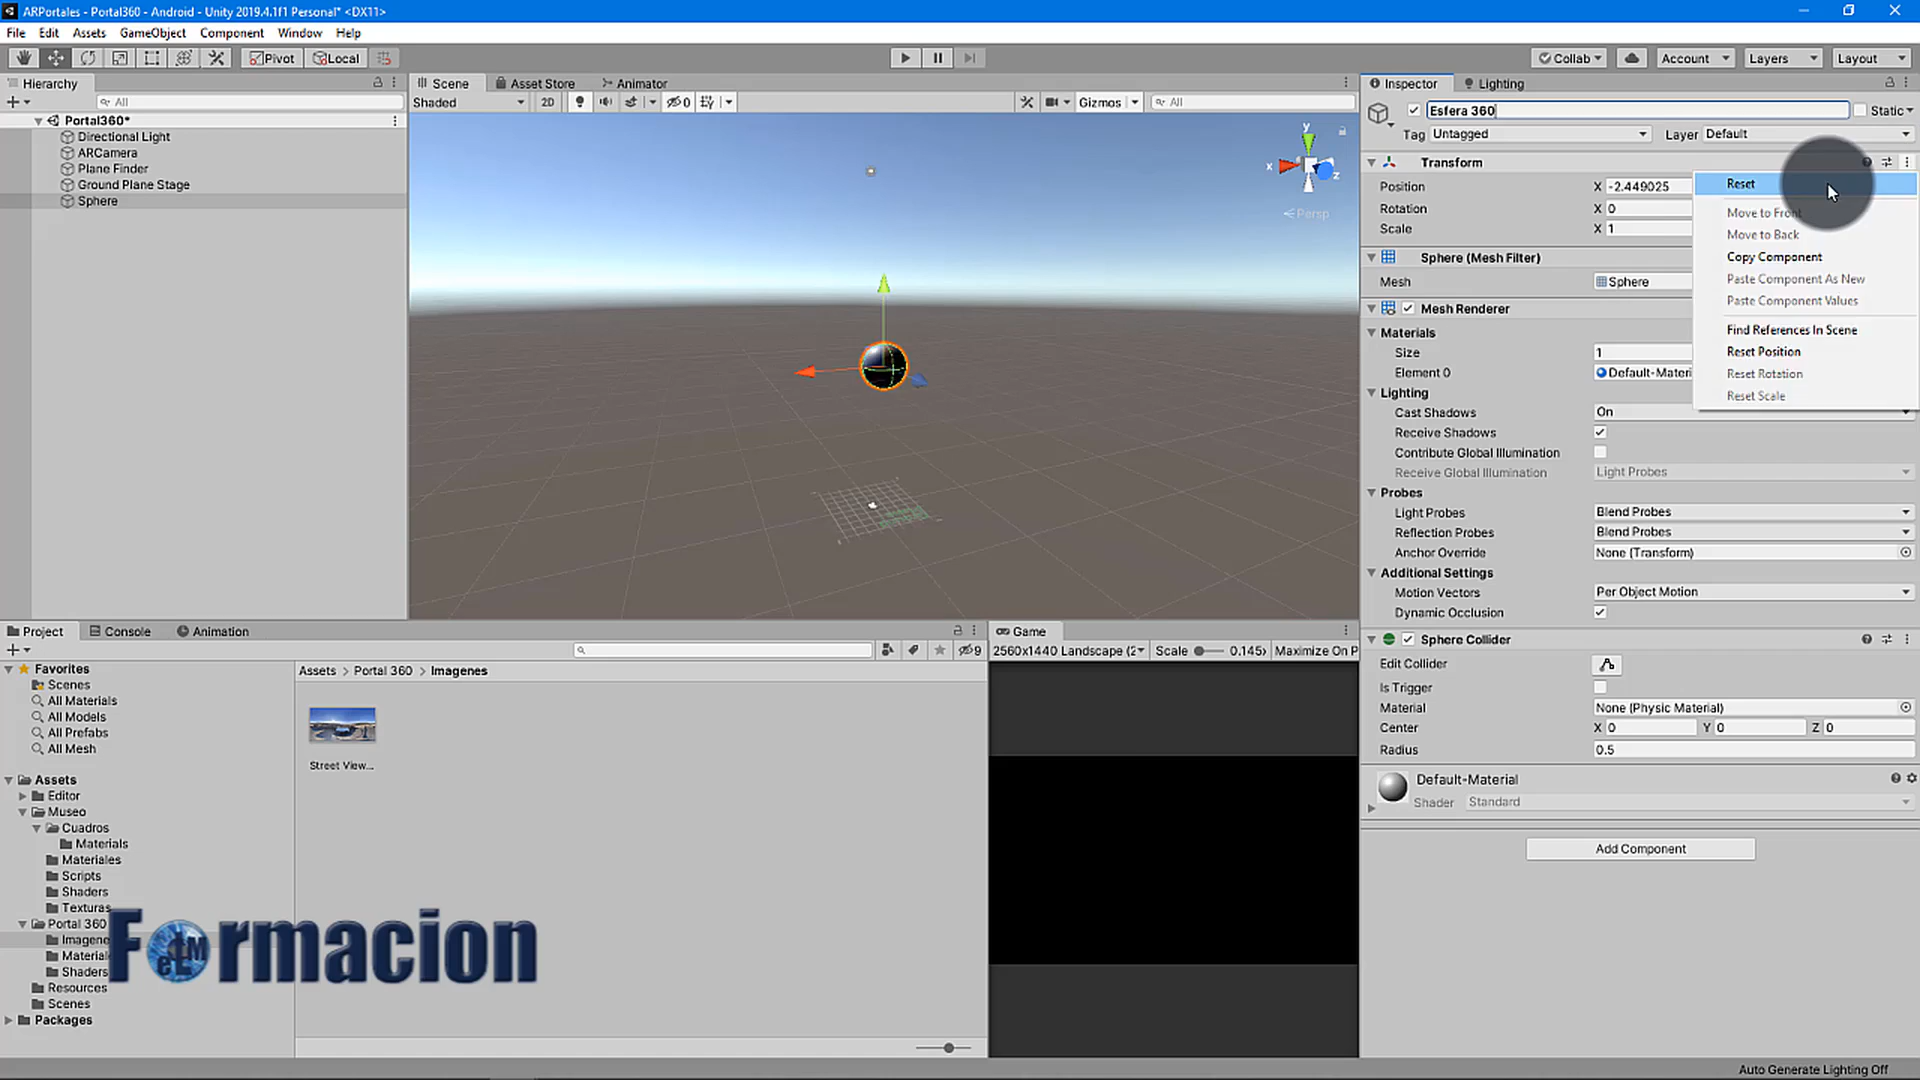 ARPortales - Portal360 - Android - Unity 2019.4.1f1 Personal* <DX11>
File Edit Assets GameObject Component Window Help
Pivot Local Collab Account Layers Layout
Hierarchy
All
Portal360*
Directional Light
ARCamera
Plane Finder
Ground Plane Stage
Sphere
Scene Asset Store Animator
Shaded 2D 0 Gizmos All
y
x
z
Persp
Inspector Lighting
Esfera 360 Static
Tag Untagged Layer Default
Transform
Position X -2.449025
Rotation X 0
Scale X 1
Reset
Move to Front
Move to Back
Copy Component
Paste Component As New
Paste Component Values
Find References In Scene
Reset Position
Reset Rotation
Reset Scale
Sphere (Mesh Filter)
Mesh Sphere
Mesh Renderer
Materials
Size 1
Element 0 Default-Materi
Lighting
Cast Shadows On
Receive Shadows
Contribute Global Illumination
Receive Global Illumination Light Probes
Probes
Light Probes Blend Probes
Reflection Probes Blend Probes
Anchor Override None (Transform)
Additional Settings
Motion Vectors Per Object Motion
Dynamic Occlusion
Sphere Collider
Edit Collider
Is Trigger
Material None (Physic Material)
Center X 0 Y 0 Z 0
Radius 0.5
Default-Material
Shader Standard
Add Component
Project Console Animation
9
Favorites
Scenes
All Materials
All Models
All Prefabs
All Mesh
Assets
Editor
Museo
Cuadros
Materials
Materiales
Scripts
Shaders
Texturas
Portal 360
Imagene
Material
Shaders
Resources
Scenes
Packages
Assets > Portal 360 > Imagenes
Street View...
Game
2560x1440 Landscape (2 Scale 0.145x Maximize On P
Formacion
eLM
Auto Generate Lighting Off